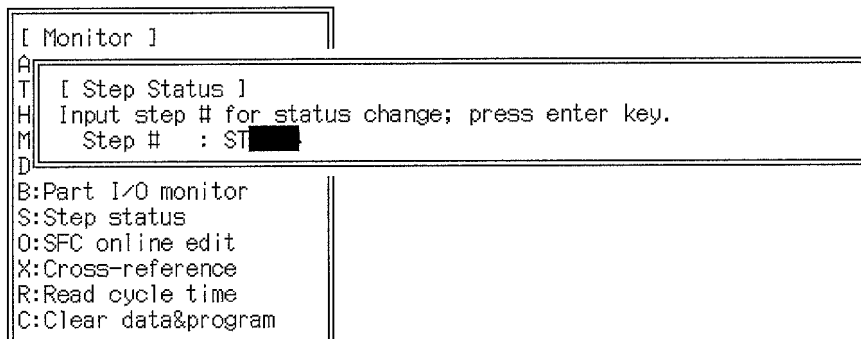 [ Monitor ]
A
T
H
M
D
[ Step Status ]
Input step # for status change; press enter key.
Step # : ST
B:Part I/O monitor
S:Step status
O:SFC online edit
X:Cross-reference
R:Read cycle time
C:Clear data&program